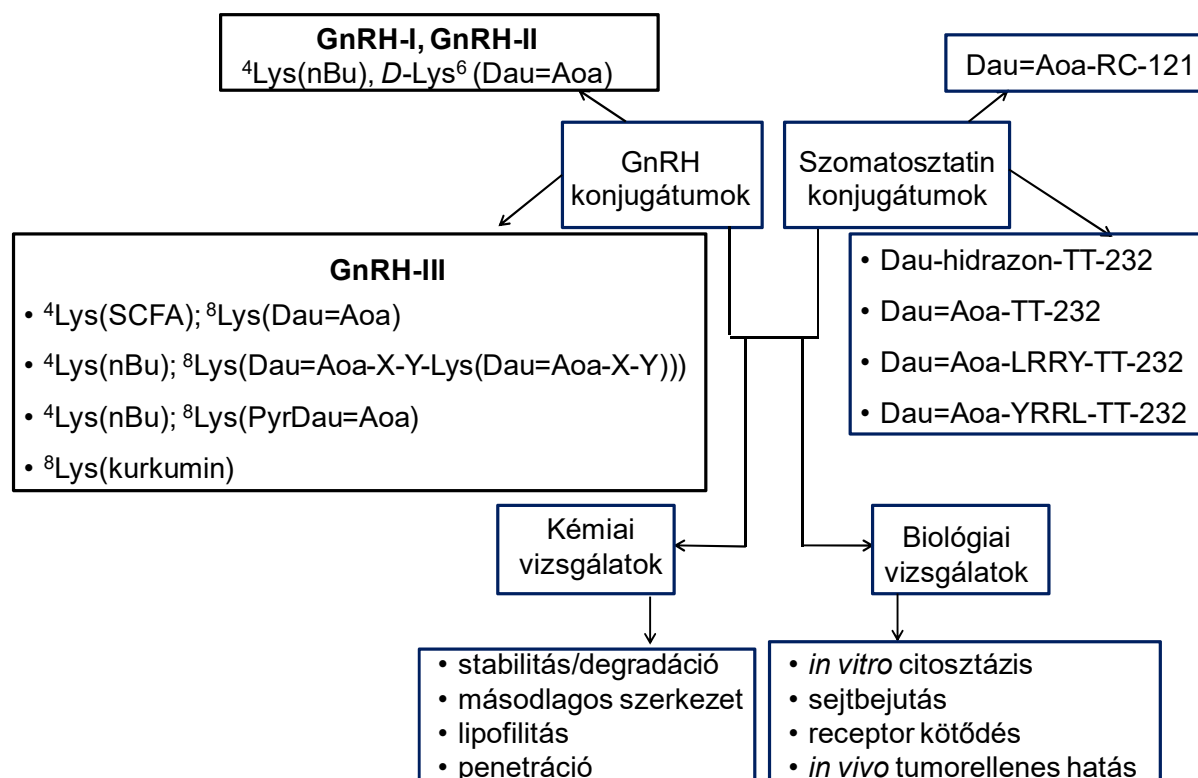 GnRH-I, GnRH-II
⁴Lys(nBu), D-Lys⁶ (Dau=Aoa)
Dau=Aoa-RC-121
GnRH
konjugátumok
Szomatosztatin
konjugátumok
GnRH-III
• ⁴Lys(SCFA); ⁸Lys(Dau=Aoa)
• ⁴Lys(nBu); ⁸Lys(Dau=Aoa-X-Y-Lys(Dau=Aoa-X-Y)))
• ⁴Lys(nBu); ⁸Lys(PyrDau=Aoa)
• ⁸Lys(kurkumin)
• Dau-hidrazon-TT-232
• Dau=Aoa-TT-232
• Dau=Aoa-LRRY-TT-232
• Dau=Aoa-YRRL-TT-232
Kémiai
vizsgálatok
Biológiai
vizsgálatok
• stabilitás/degradáció
• másodlagos szerkezet
• lipofilitás
• penetráció
• in vitro citosztázis
• sejtbejutás
• receptor kötődés
• in vivo tumorellenes hatás